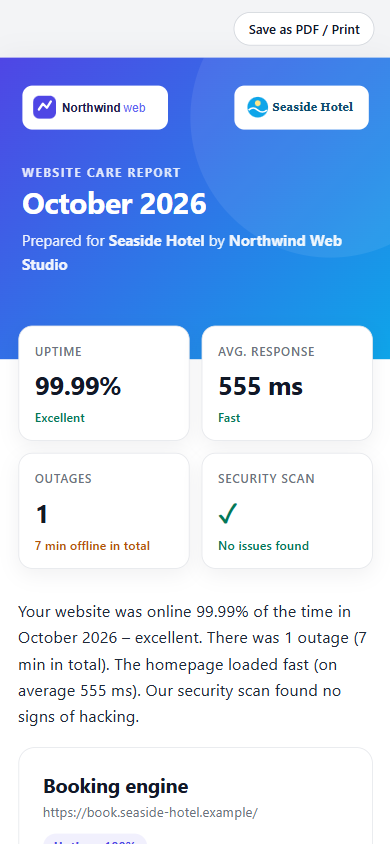 Save as PDF / Print
Northwind web
Seaside Hotel
WEBSITE CARE REPORT
October 2026
Prepared for Seaside Hotel by Northwind Web
Studio
UPTIME
99.99%
Excellent
AVG. RESPONSE
555 ms
Fast
OUTAGES
1
7 min offline in total
SECURITY SCAN
✓
No issues found
Your website was online 99.99% of the time in
October 2026 – excellent. There was 1 outage (7
min in total). The homepage loaded fast (on
average 555 ms). Our security scan found no
signs of hacking.
Booking engine
https://book.seaside-hotel.example/